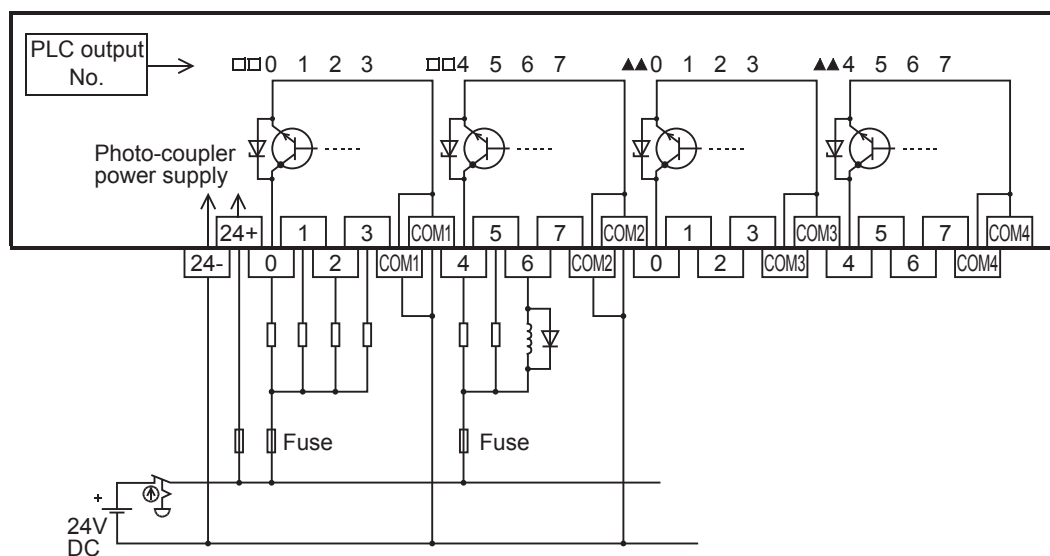 PLC output
No.
□□0 1 2 3 □□4 5 6 7 ▲▲0 1 2 3 ▲▲4 5 6 7
Photo-coupler
power supply
24+ 1 3 COM1 5 7 COM2 1 3 COM3 5 7 COM4
24- 0 2 COM1 4 6 COM2 0 2 COM3 4 6 COM4
Fuse Fuse
+
24V
DC